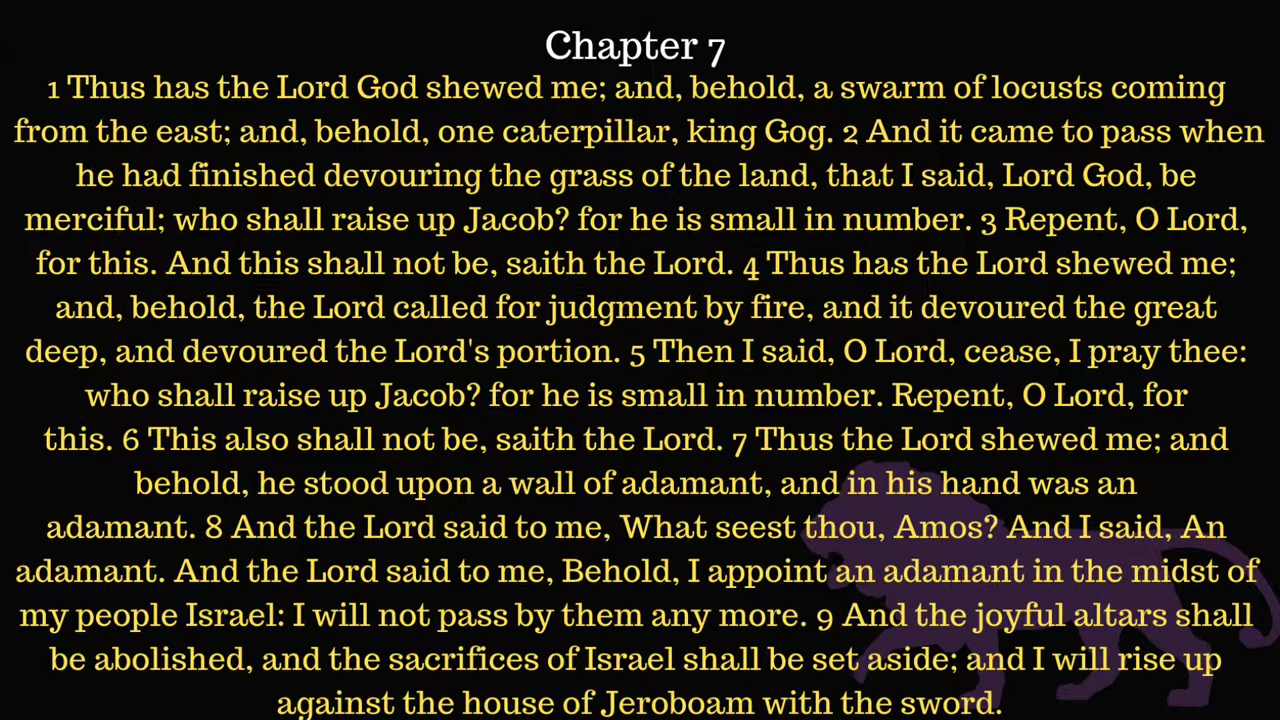 Chapter 7
1 Thus has the Lord God shewed me; and, behold, a swarm of locusts coming
from the east; and, behold, one caterpillar, king Gog. 2 And it came to pass when
he had finished devouring the grass of the land, that I said, Lord God, be
merciful; who shall raise up Jacob? for he is small in number. 3 Repent, O Lord,
for this. And this shall not be, saith the Lord. 4 Thus has the Lord shewed me;
and, behold, the Lord called for judgment by fire, and it devoured the great
deep, and devoured the Lord's portion. 5 Then I said, O Lord, cease, I pray thee:
who shall raise up Jacob? for he is small in number. Repent, O Lord, for
this. 6 This also shall not be, saith the Lord. 7 Thus the Lord shewed me; and
behold, he stood upon a wall of adamant, and in his hand was an
adamant. 8 And the Lord said to me, What seest thou, Amos? And I said, An
adamant. And the Lord said to me, Behold, I appoint an adamant in the midst of
my people Israel: I will not pass by them any more. 9 And the joyful altars shall
be abolished, and the sacrifices of Israel shall be set aside; and I will rise up
against the house of Jeroboam with the sword.